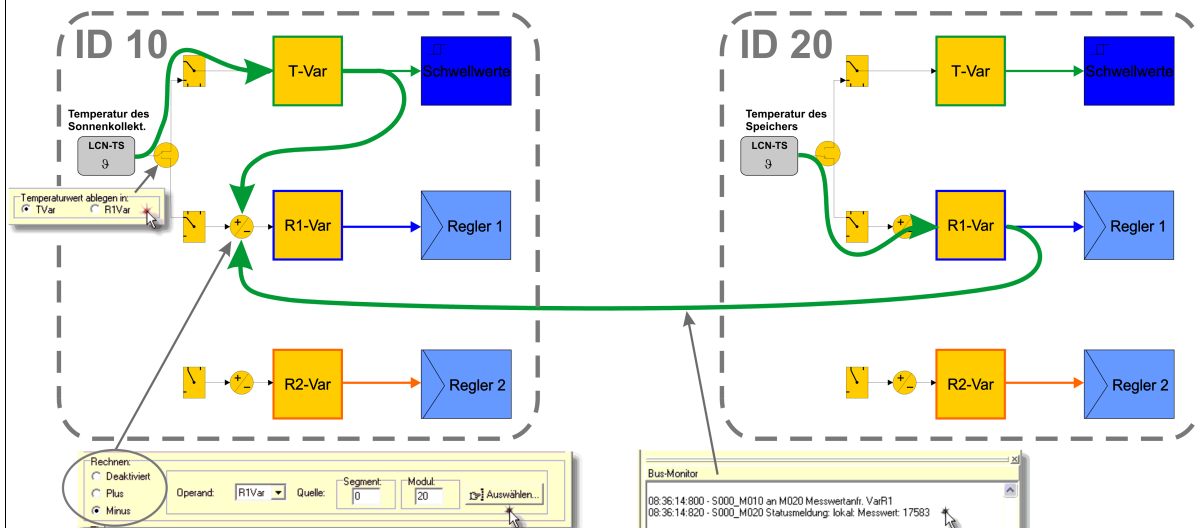 ID 10
T-Var
Schwellwerte
Temperatur des
Sonnenkollekt.
LCN-TS
ϑ
Temperaturwert ablegen in:
TVar
R1Var
+/-
R1-Var
Regler 1
+/-
R2-Var
Regler 2
ID 20
T-Var
Schwellwerte
Temperatur des
Speichers
LCN-TS
ϑ
+/-
R1-Var
Regler 1
+/-
R2-Var
Regler 2
Rechnen:
Deaktiviert
Plus
Minus
Operand:
R1Var
Quelle:
Segment:
0
Modul:
20
Auswählen...
Bus-Monitor
08:36:14:800 - S000_M010 an M020 Messwertanfr. VarR1
08:36:14:820 - S000_M020 Statusmeldung: lokal: Messwert: 17583